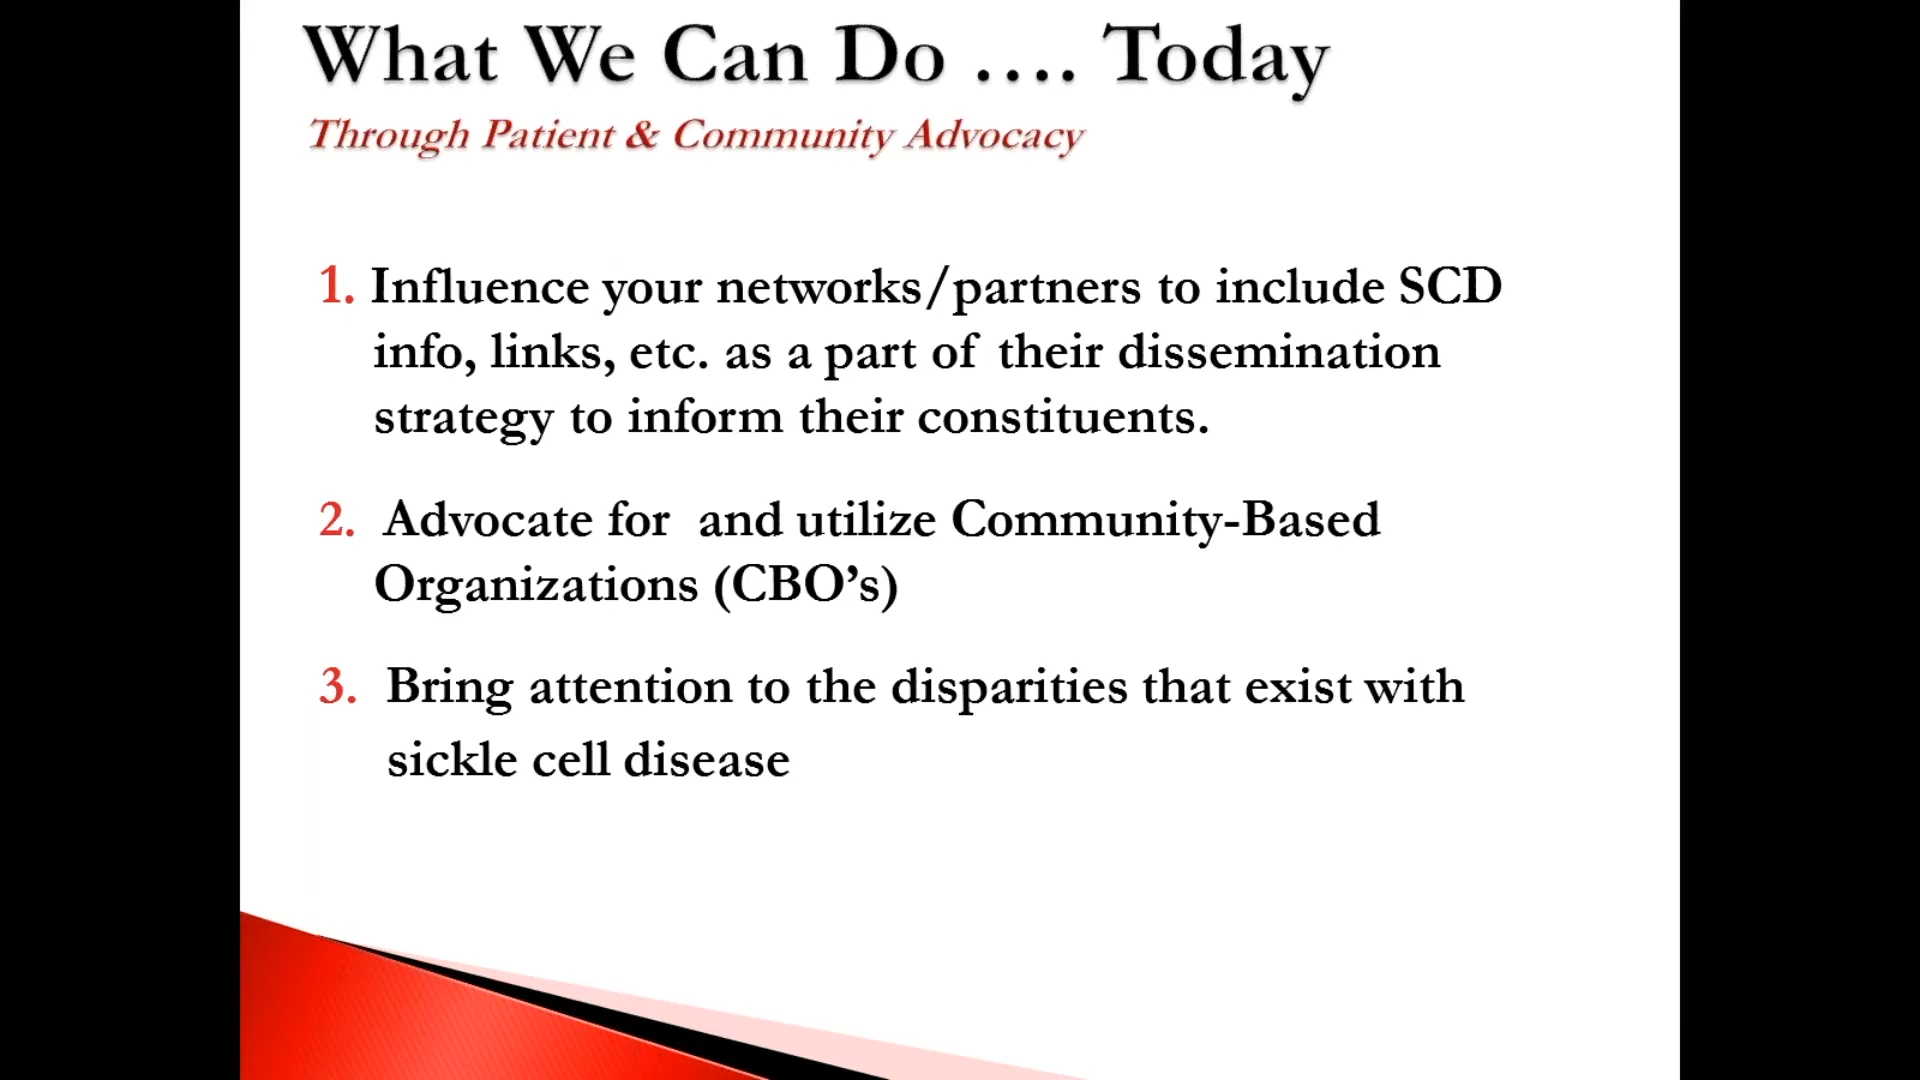 What We Can Do .... Today
Through Patient & Community Advocacy
1. Influence your networks/partners to include SCD
info, links, etc. as a part of their dissemination
strategy to inform their constituents.
2. Advocate for and utilize Community-Based
Organizations (CBO’s)
3. Bring attention to the disparities that exist with
sickle cell disease